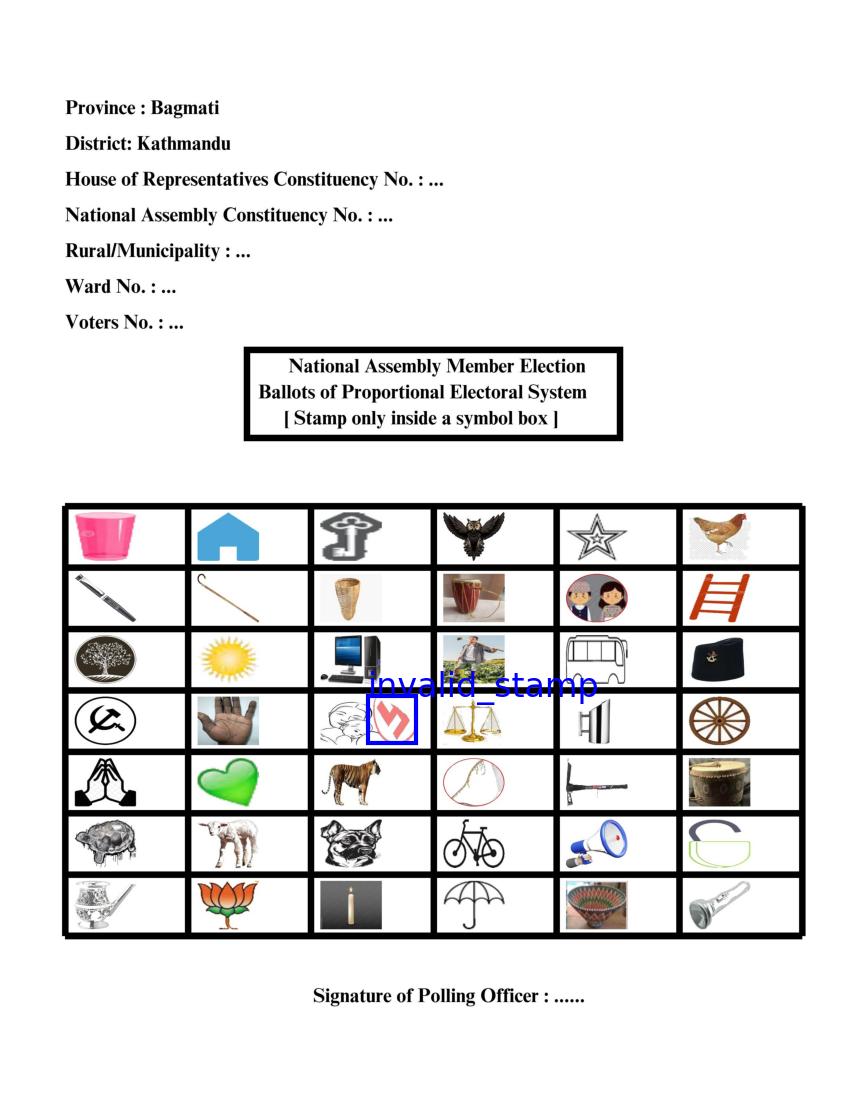 Province : Bagmati
District: Kathmandu
House of Representatives Constituency No. : ...
National Assembly Constituency No. : ...
Rural/Municipality : ...
Ward No. : ...
Voters No. : ...
National Assembly Member Election
Ballots of Proportional Electoral System
[ Stamp only inside a symbol box ]
invalid_stamp
Signature of Polling Officer : ......